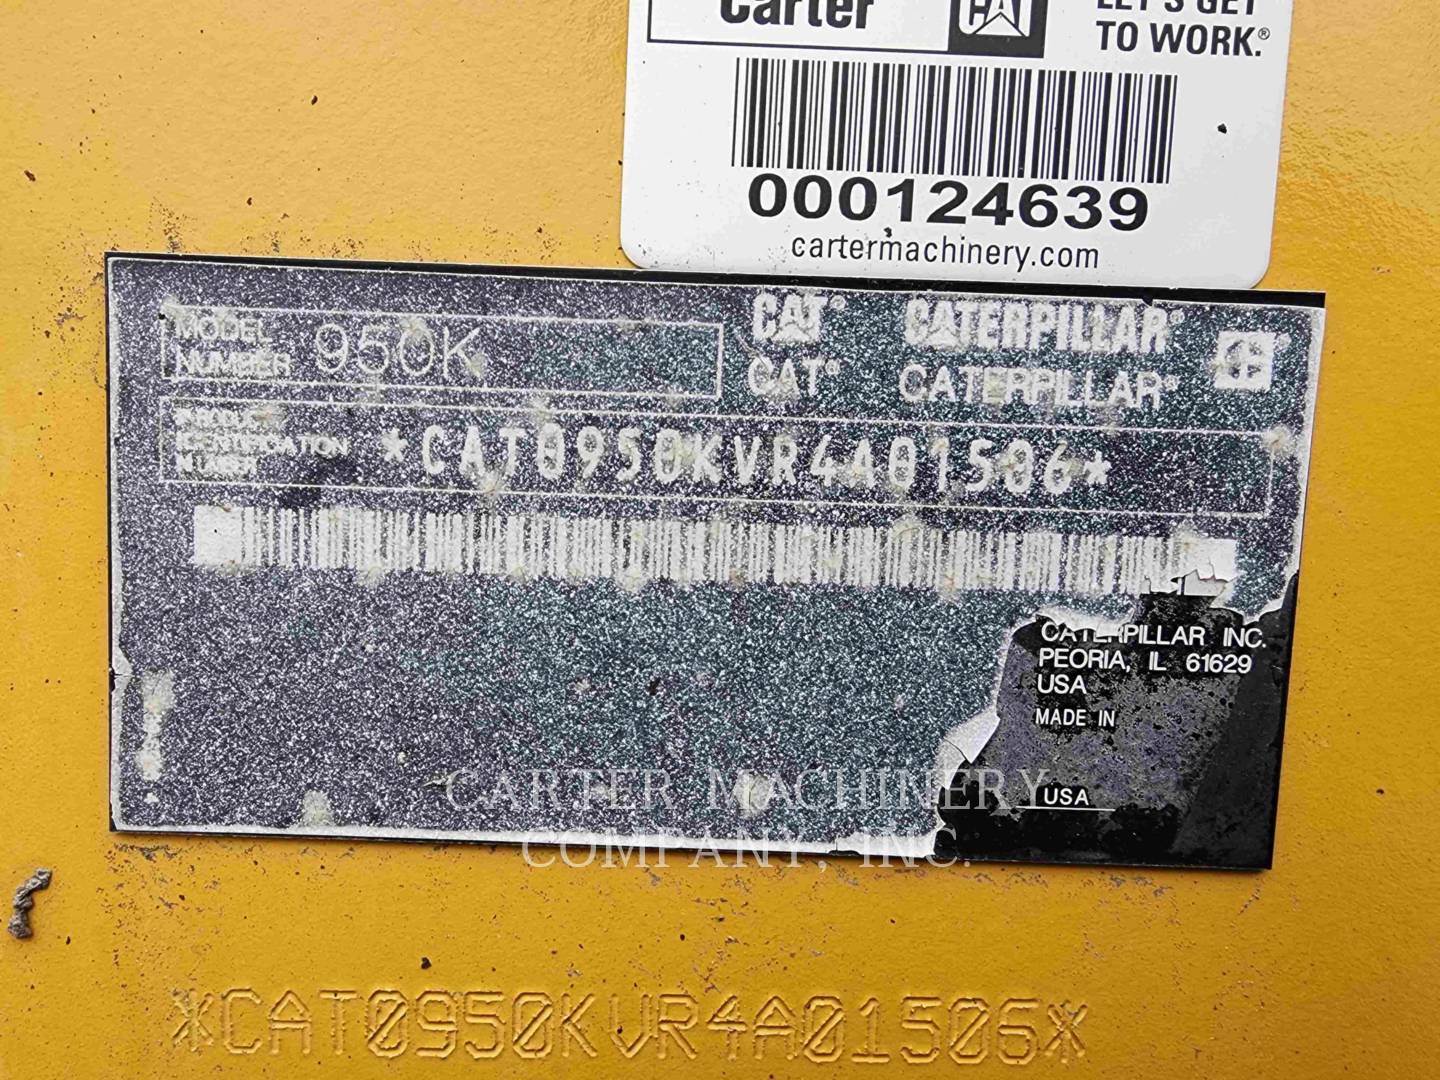 Carter CAT LET'S GET
TO WORK.®
000124639
cartermachinery.com
MODEL
NUMBER 950K
CAT® CATERPILLAR®
CAT® CATERPILLAR®
PRODUCT
IDENTIFICATION
NUMBER
*CAT0950KVR4A01506*
CATERPILLAR INC.
PEORIA, IL 61629
USA
MADE IN
USA
CARTER MACHINERY
COMPANY, INC.
*CAT0950KVR4A01506*